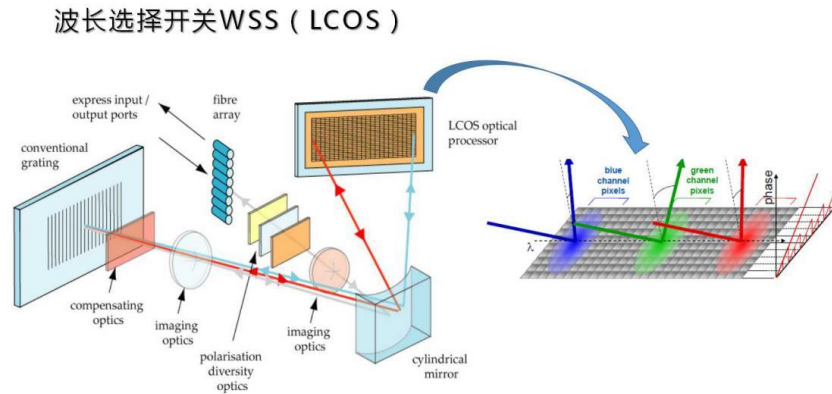 波长选择开关WSS（LCOS）
express input /
output ports
fibre
array
conventional
grating
LCOS optical
processor
compensating
optics
imaging
optics
polarisation
diversity
optics
imaging
optics
cylindrical
mirror
blue
channel
pixels
green
channel
pixels
phase
λ